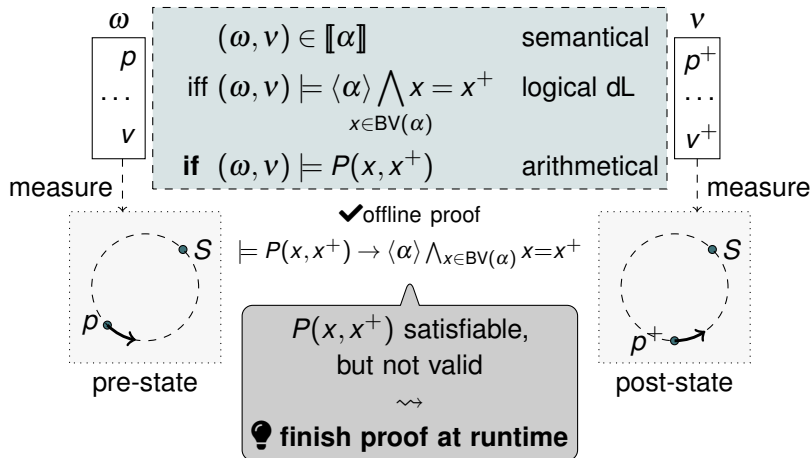 ω
ν
p
...
v
(ω, ν) ∈ ⟦α⟧ semantical
iff (ω, ν) ⊨ ⟨α⟩ ⋀ x = x⁺ logical dL
x∈BV(α)
if (ω, ν) ⊨ P(x, x⁺) arithmetical
p⁺
...
v⁺
measure
measure
✔offline proof
⊨ P(x, x⁺) → ⟨α⟩ ⋀x∈BV(α) x=x⁺
S
p
pre-state
S
p⁺
post-state
P(x, x⁺) satisfiable,
but not valid
⇝
finish proof at runtime